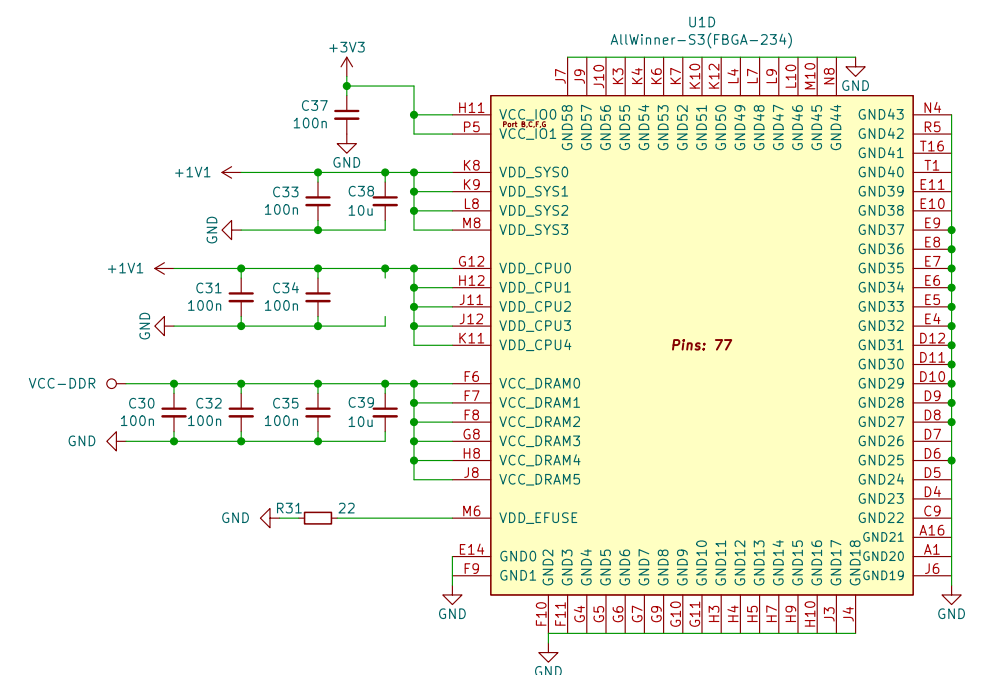 U1D
AllWinner-S3(FBGA-234)
+3V3
C37
100n
GND
+1V1
C33
100n
C38
10u
GND
+1V1
C31
100n
C34
100n
GND
VCC-DDR
C30
100n
C32
100n
C35
100n
C39
10u
GND
GND
R31
22
J7 GND58
J9 GND57
J10 GND56
K3 GND55
K4 GND54
K6 GND53
K7 GND52
K10 GND51
K12 GND50
L4 GND49
L7 GND48
L9 GND47
L10 GND46
M10 GND45
N8 GND44
GND
H11 VCC_IO0
Port B,C,F,G
P5 VCC_IO1
K8 VDD_SYS0
K9 VDD_SYS1
L8 VDD_SYS2
M8 VDD_SYS3
G12 VDD_CPU0
H12 VDD_CPU1
J11 VDD_CPU2
J12 VDD_CPU3
K11 VDD_CPU4
F6 VCC_DRAM0
F7 VCC_DRAM1
F8 VCC_DRAM2
G8 VCC_DRAM3
H8 VCC_DRAM4
J8 VCC_DRAM5
M6 VDD_EFUSE
E14 GND0
F9 GND1
GND
Pins: 77
GND43 N4
GND42 R5
GND41 T16
GND40 T1
GND39 E11
GND38 E10
GND37 E9
GND36 E8
GND35 E7
GND34 E6
GND33 E5
GND32 E4
GND31 D12
GND30 D11
GND29 D10
GND28 D9
GND27 D8
GND26 D7
GND25 D6
GND24 D5
GND23 D4
GND22 C9
GND21 A16
GND20 A1
GND19 J6
GND
GND2 F10
GND3 F11
GND4 G4
GND5 G5
GND6 G6
GND7 G7
GND8 G9
GND9 G10
GND10 G11
GND11 H3
GND12 H4
GND13 H5
GND14 H7
GND15 H9
GND16 H10
GND17 J3
GND18 J4
GND